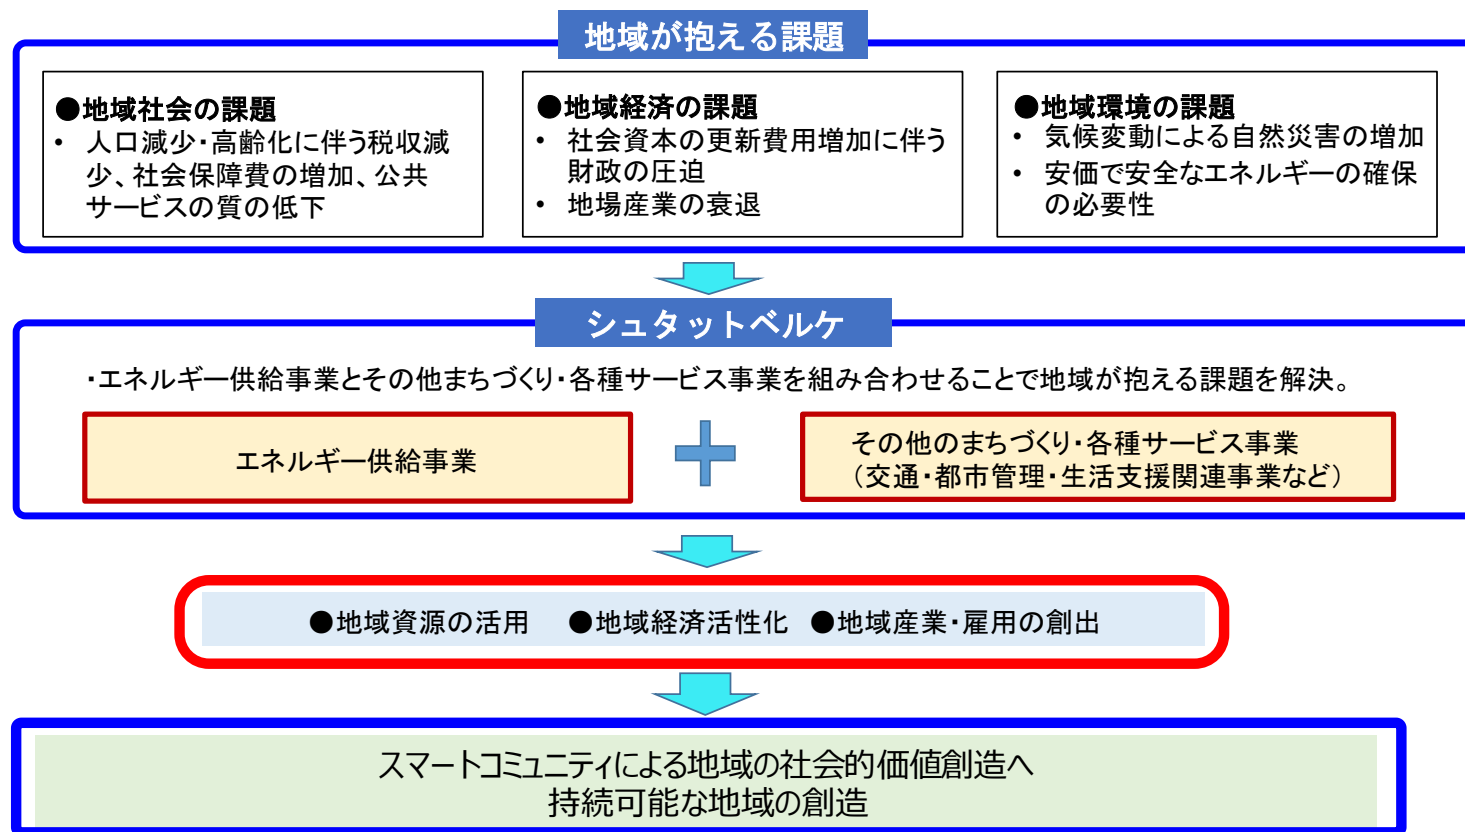 地域が抱える課題
●地域社会の課題
• 人口減少・高齢化に伴う税収減
少、社会保障費の増加、公共
サービスの質の低下
●地域経済の課題
• 社会資本の更新費用増加に伴う
財政の圧迫
• 地場産業の衰退
●地域環境の課題
• 気候変動による自然災害の増加
• 安価で安全なエネルギーの確保
の必要性
シュタットベルケ
・エネルギー供給事業とその他まちづくり・各種サービス事業を組み合わせることで地域が抱える課題を解決。
エネルギー供給事業
その他のまちづくり・各種サービス事業
（交通・都市管理・生活支援関連事業など）
●地域資源の活用 ●地域経済活性化 ●地域産業・雇用の創出
スマートコミュニティによる地域の社会的価値創造へ
持続可能な地域の創造